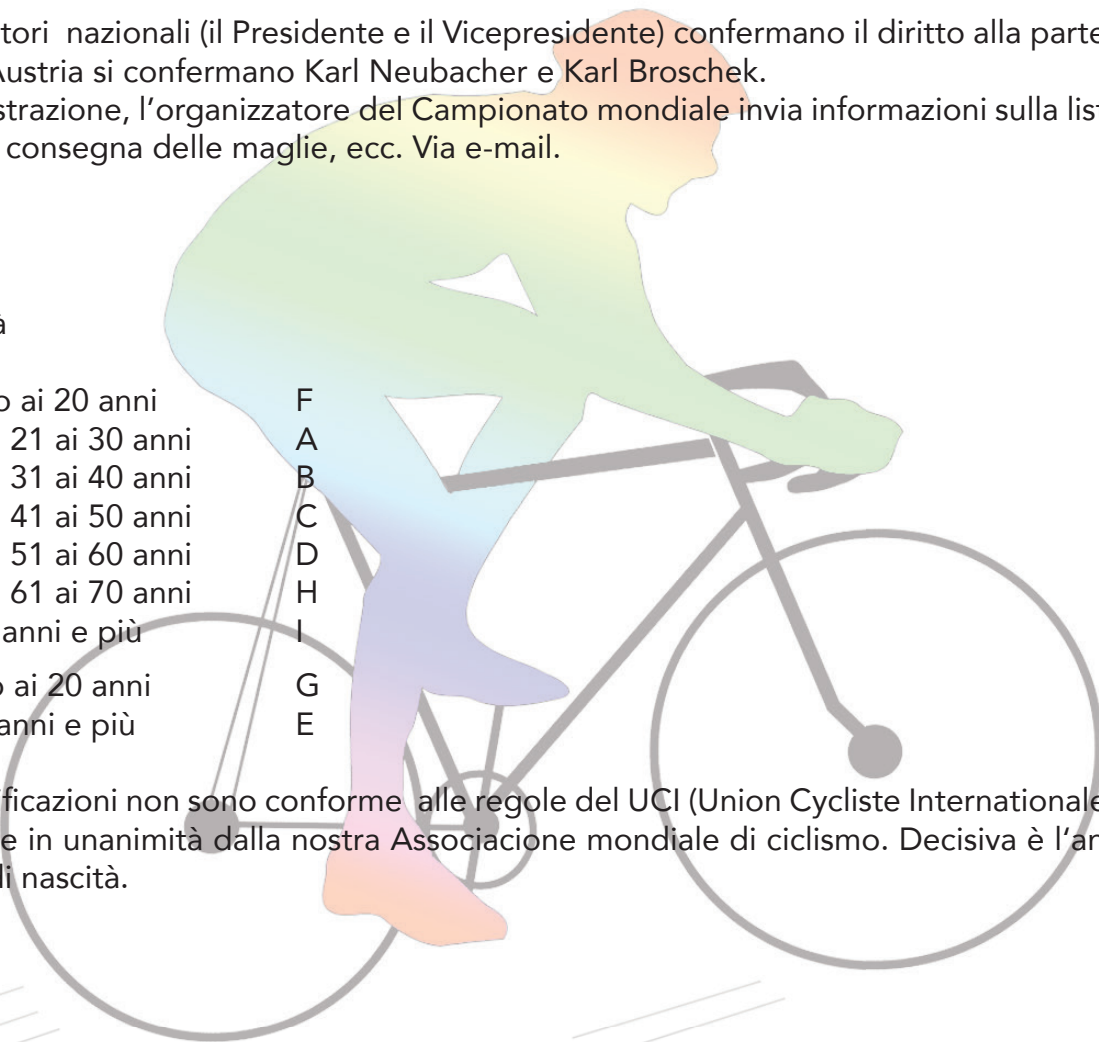 tori nazionali (il Presidente e il Vicepresidente) confermano il diritto alla parte
Austria si confermano Karl Neubacher e Karl Broschek.
strazione, l'organizzatore del Campionato mondiale invia informazioni sulla list
consegna delle maglie, ecc. Via e-mail.
à
o ai 20 anni F
21 ai 30 anni A
31 ai 40 anni B
41 ai 50 anni C
51 ai 60 anni D
61 ai 70 anni H
anni e più I
o ai 20 anni G
anni e più E
ificazioni non sono conforme alle regole del UCI (Union Cycliste Internationale
e in unanimità dalla nostra Associacione mondiale di ciclismo. Decisiva è l'an
di nascità.